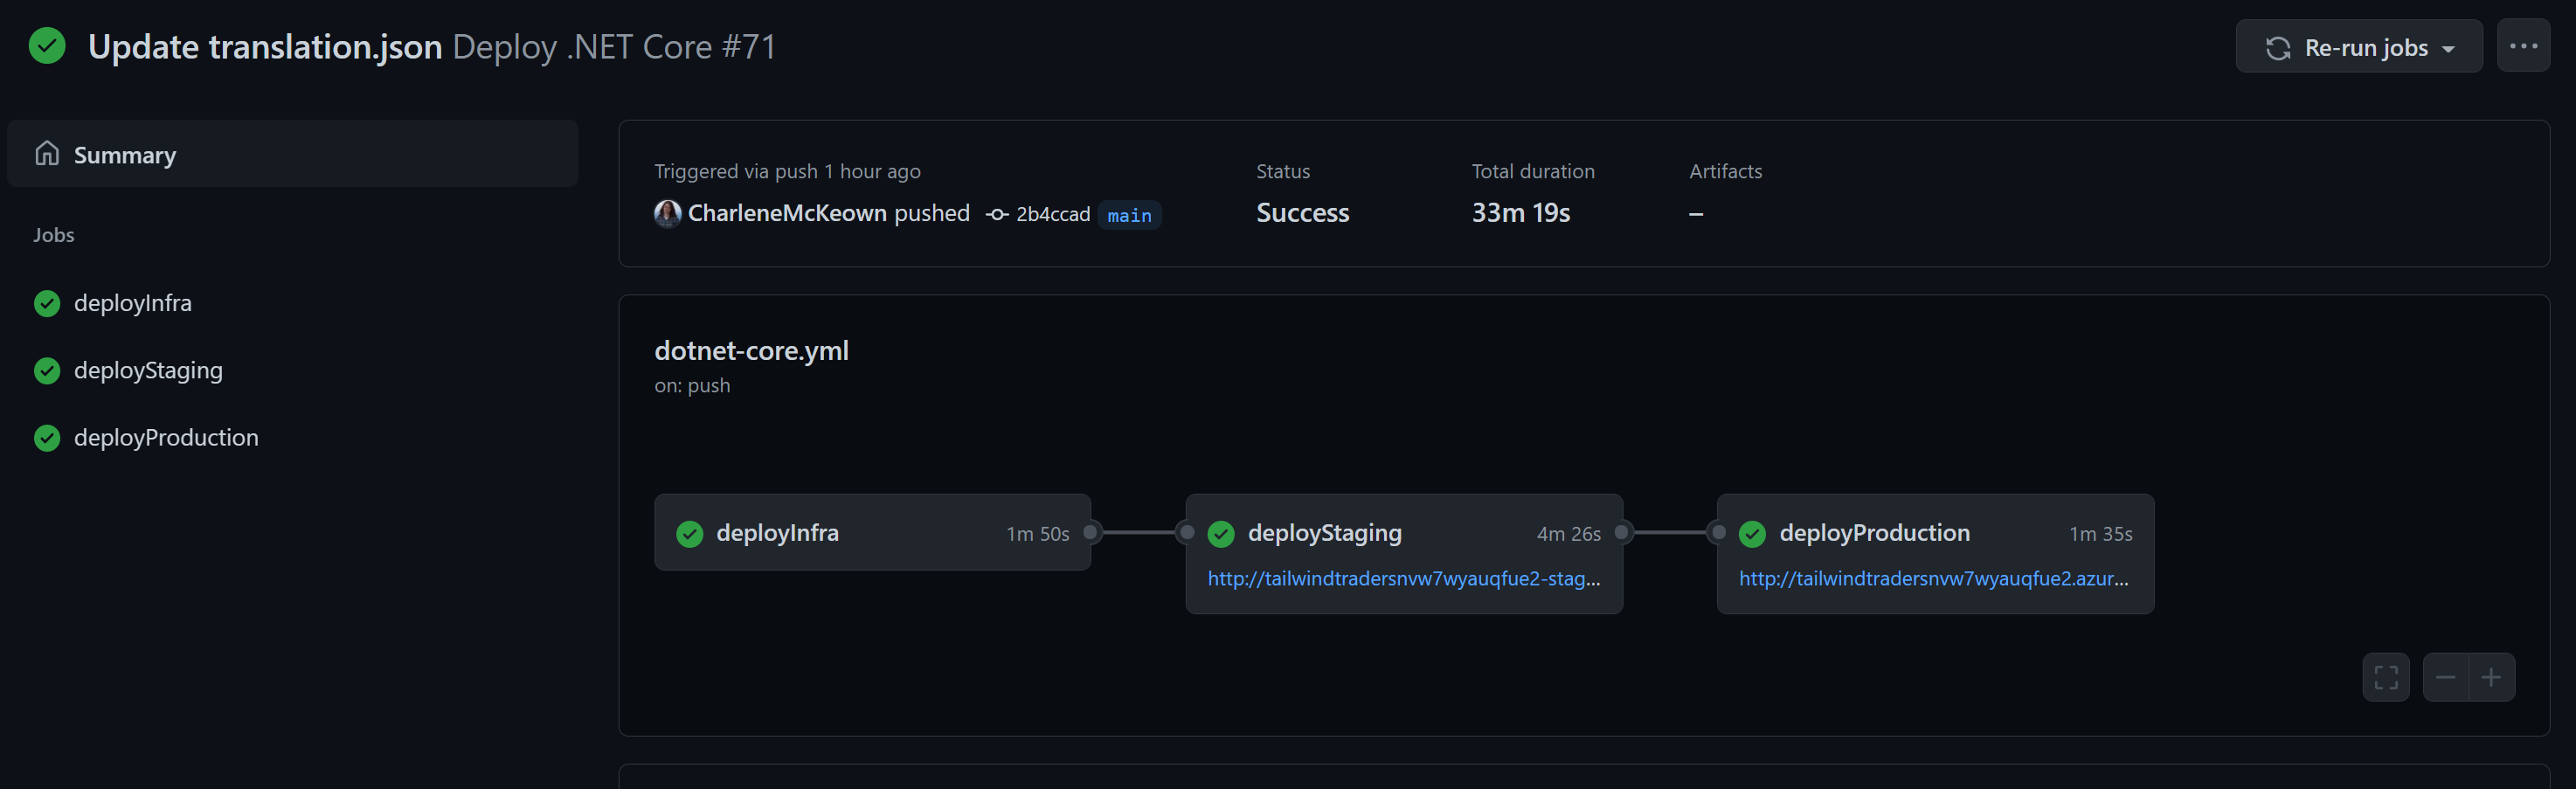 Update translation.json Deploy .NET Core #71
Re-run jobs
Summary
Jobs
deployInfra
deployStaging
deployProduction
Triggered via push 1 hour ago
CharleneMcKeown pushed 2b4ccad main
Status
Success
Total duration
33m 19s
Artifacts
–
dotnet-core.yml
on: push
deployInfra 1m 50s
deployStaging 4m 26s
http://tailwindtradersnvw7wyauqfue2-stag...
deployProduction 1m 35s
http://tailwindtradersnvw7wyauqfue2.azur...